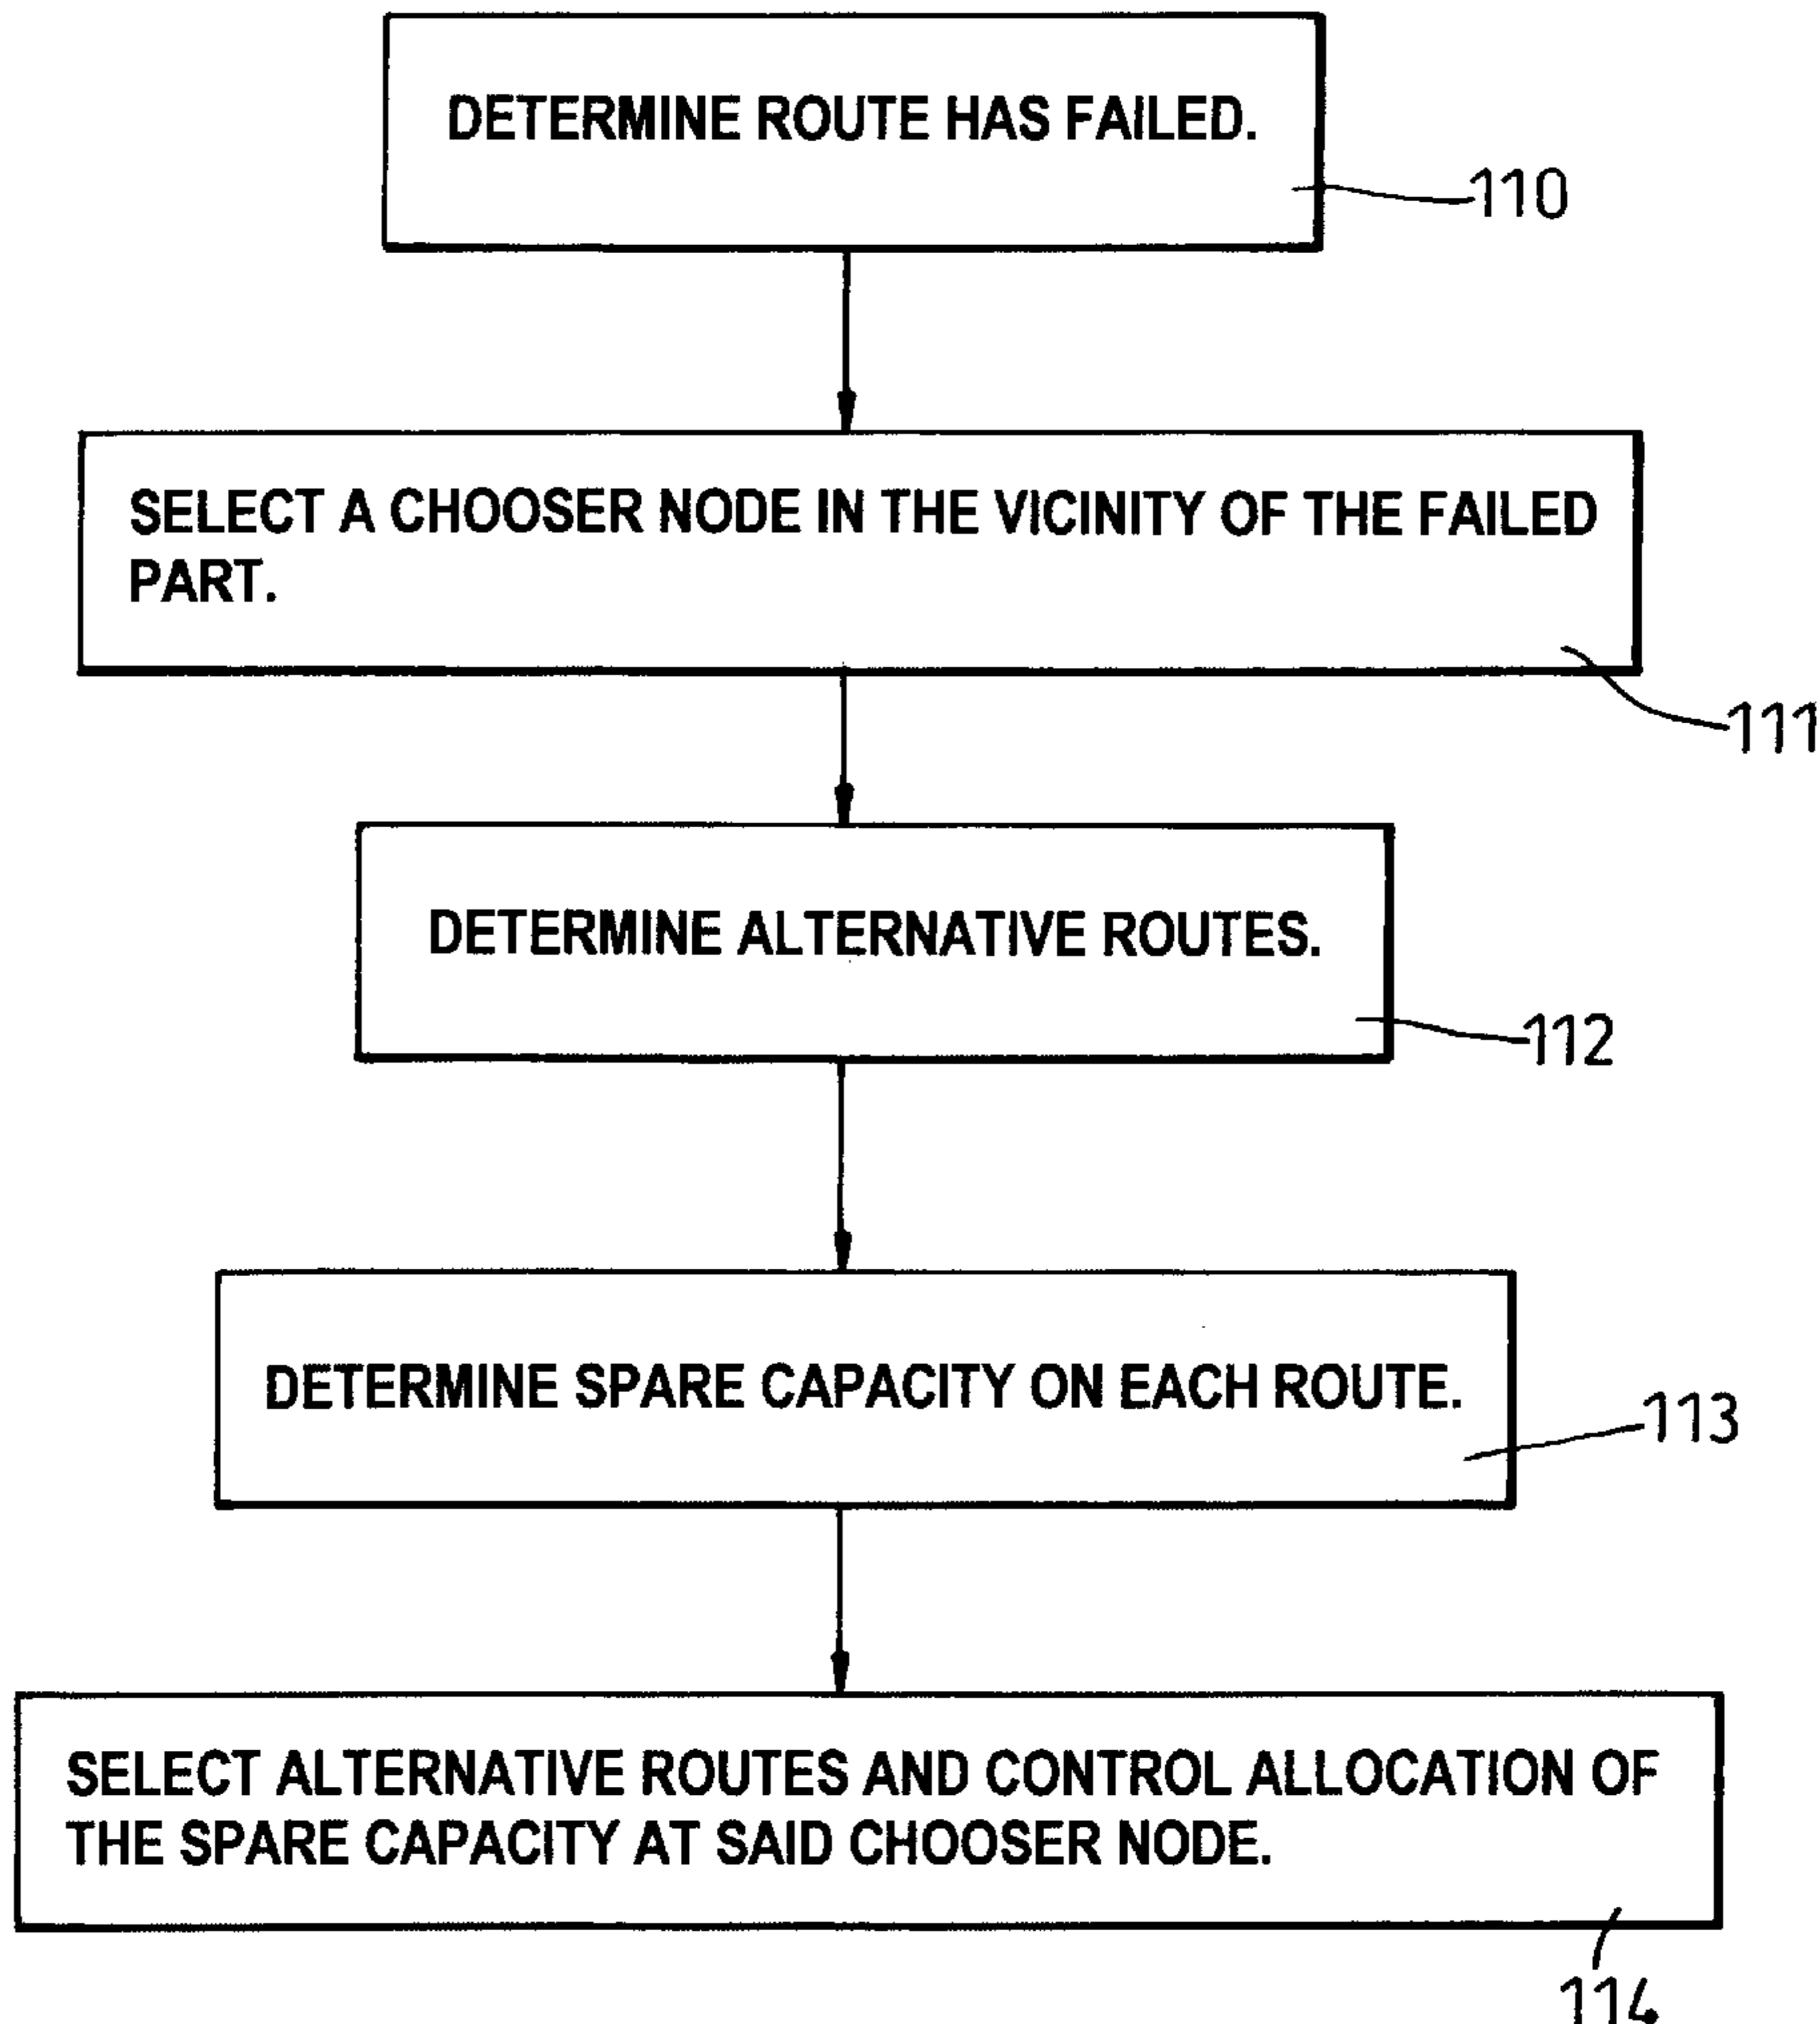 DETERMINE ROUTE HAS FAILED.
110
SELECT A CHOOSER NODE IN THE VICINITY OF THE FAILED
PART.
111
DETERMINE ALTERNATIVE ROUTES.
112
DETERMINE SPARE CAPACITY ON EACH ROUTE.
113
SELECT ALTERNATIVE ROUTES AND CONTROL ALLOCATION OF
THE SPARE CAPACITY AT SAID CHOOSER NODE.
114